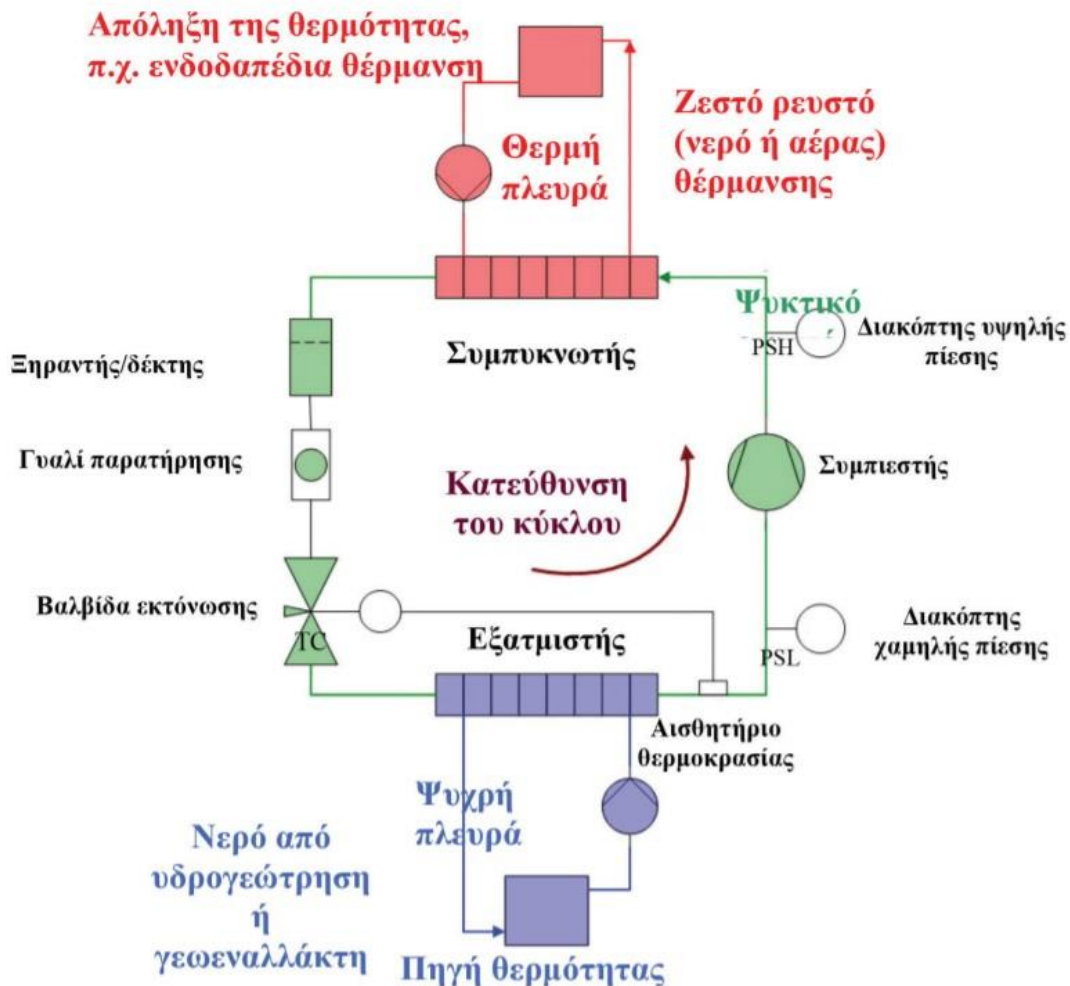 Απόληξη της θερμότητας,
π.χ. ενδοδαπέδια θέρμανση
Ζεστό ρευστό
(νερό ή αέρας)
θέρμανσης
Θερμή
πλευρά
Ψυκτικό
Διακόπτης υψηλής
πίεσης
PSH
Συμπυκνωτής
Ξηραντής/δέκτης
Γυαλί παρατήρησης
Συμπιεστής
Κατεύθυνση
του κύκλου
Βαλβίδα εκτόνωσης
TC
Εξατμιστής
Διακόπτης
χαμηλής πίεσης
PSL
Αισθητήριο
θερμοκρασίας
Ψυχρή
πλευρά
Νερό από
υδρογεώτρηση
ή
γεωεναλλάκτη
Πηγή θερμότητας